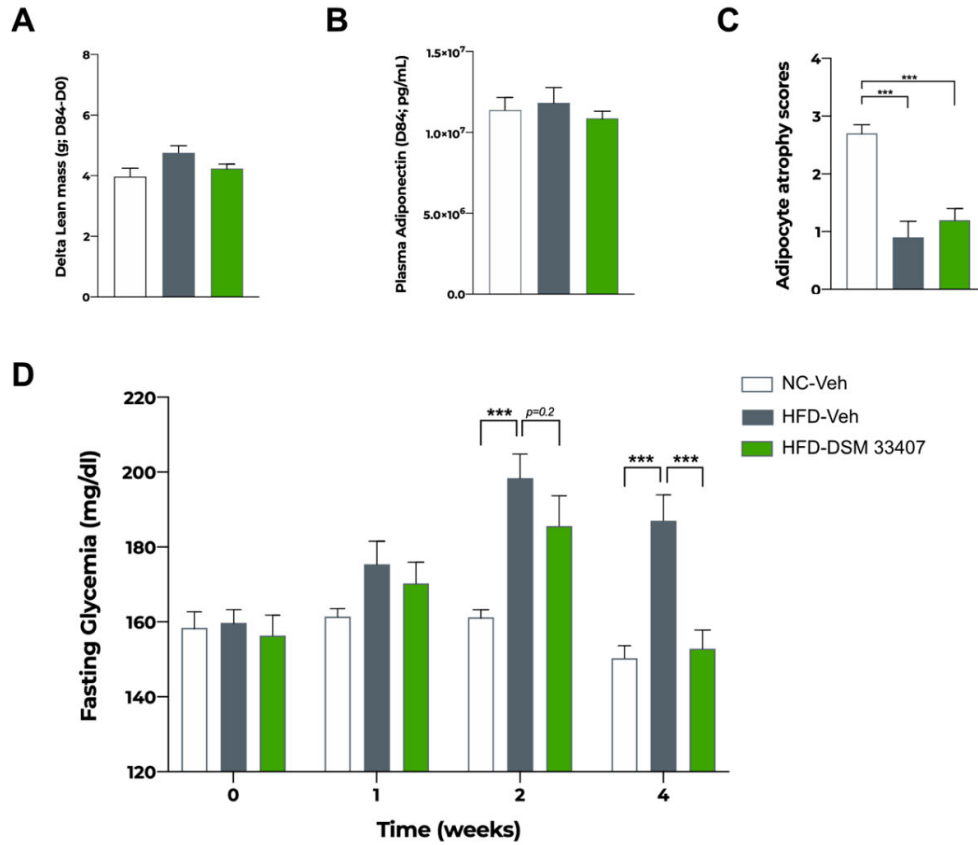 A
Delta Lean mass (g; D84-D0)
8
6
4
2
0
B
Plasma Adiponectin (D84; pg/mL)
1.5×10⁷
1.0×10⁷
5.0×10⁶
0.0
C
Adipocyte atrophy scores
4
3
2
1
0
***
***
D
Fasting Glycemia (mg/dl)
220
200
180
160
140
120
*** p=0.2
*** ***
0 1 2 4
Time (weeks)
NC-Veh
HFD-Veh
HFD-DSM 33407